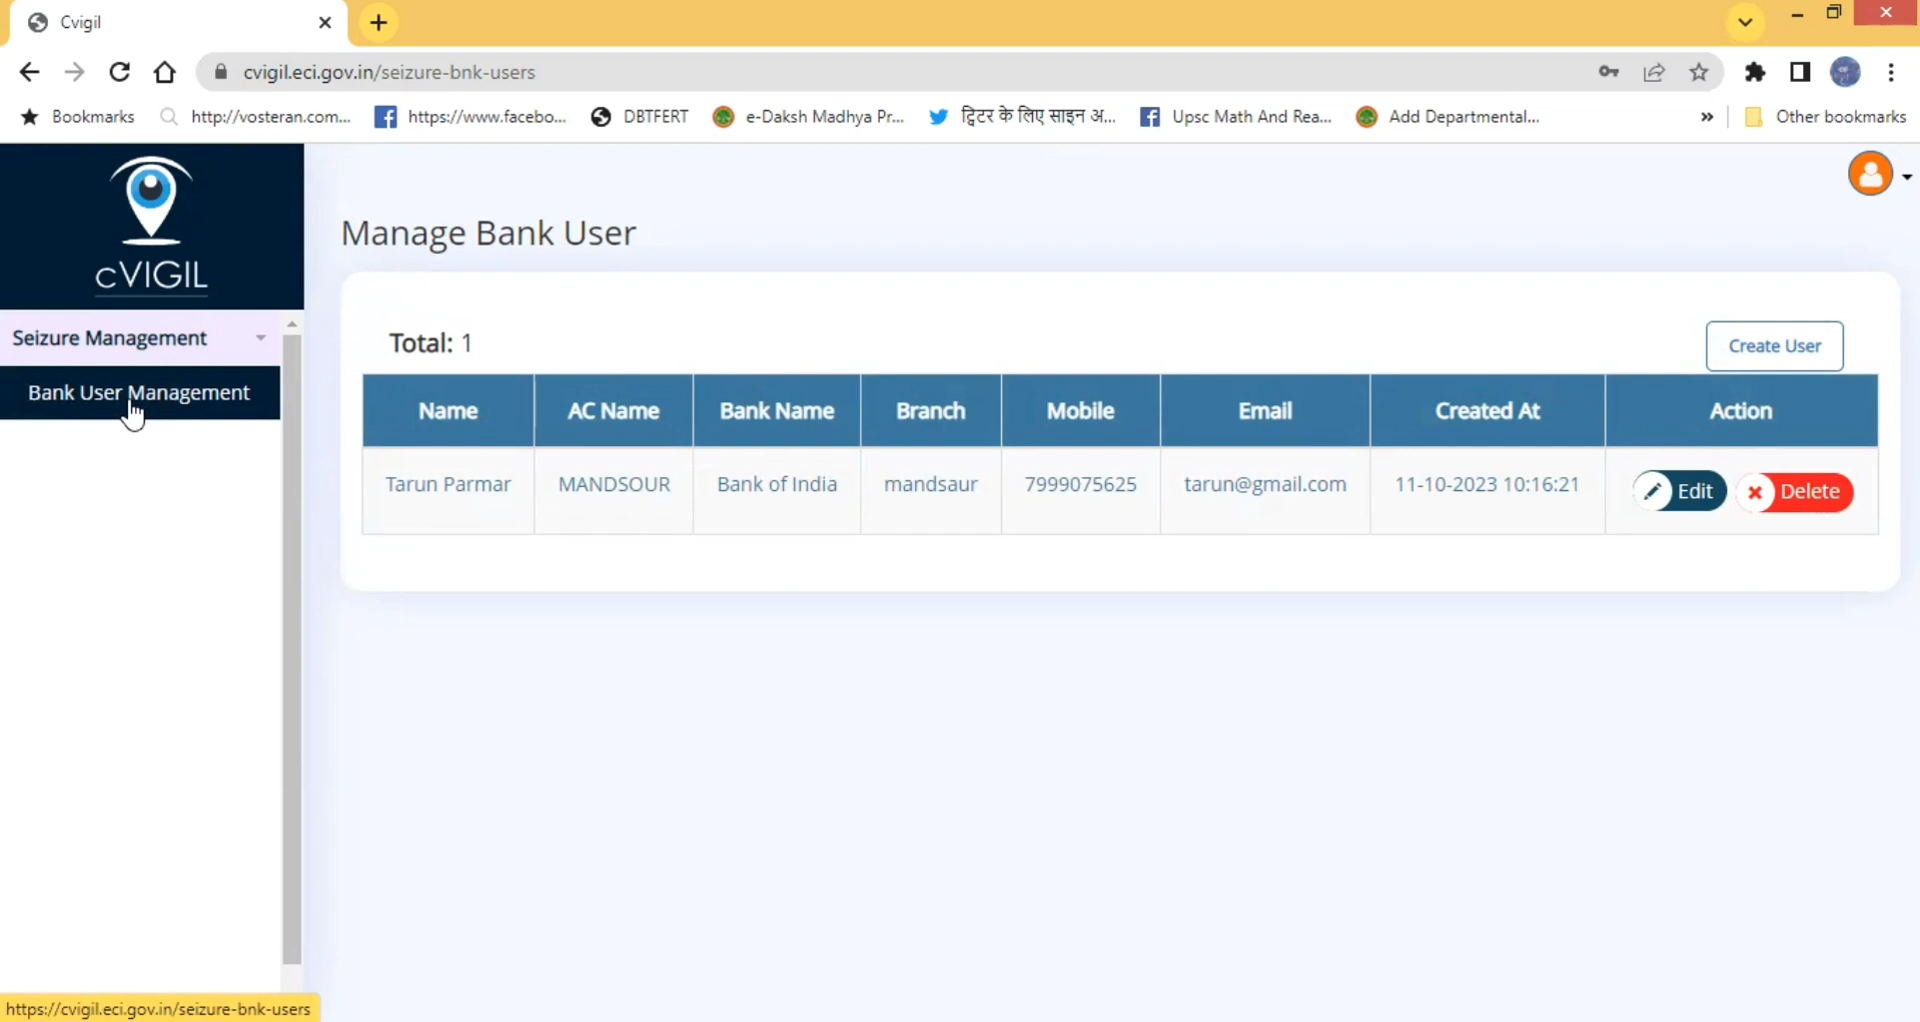 Cvigil
cvigil.eci.gov.in/seizure-bnk-users
Bookmarks http://vosteran.com... https://www.facebo... DBTFERT e-Daksh Madhya Pr... ट्विटर के लिए साइन अ... Upsc Math And Rea... Add Departmental... » Other bookmarks
cVIGIL
Seizure Management
Bank User Management
Manage Bank User
Total: 1
Create User
Name AC Name Bank Name Branch Mobile Email Created At Action
Tarun Parmar MANDSOUR Bank of India mandsaur 7999075625 tarun@gmail.com 11-10-2023 10:16:21 Edit Delete
https://cvigil.eci.gov.in/seizure-bnk-users